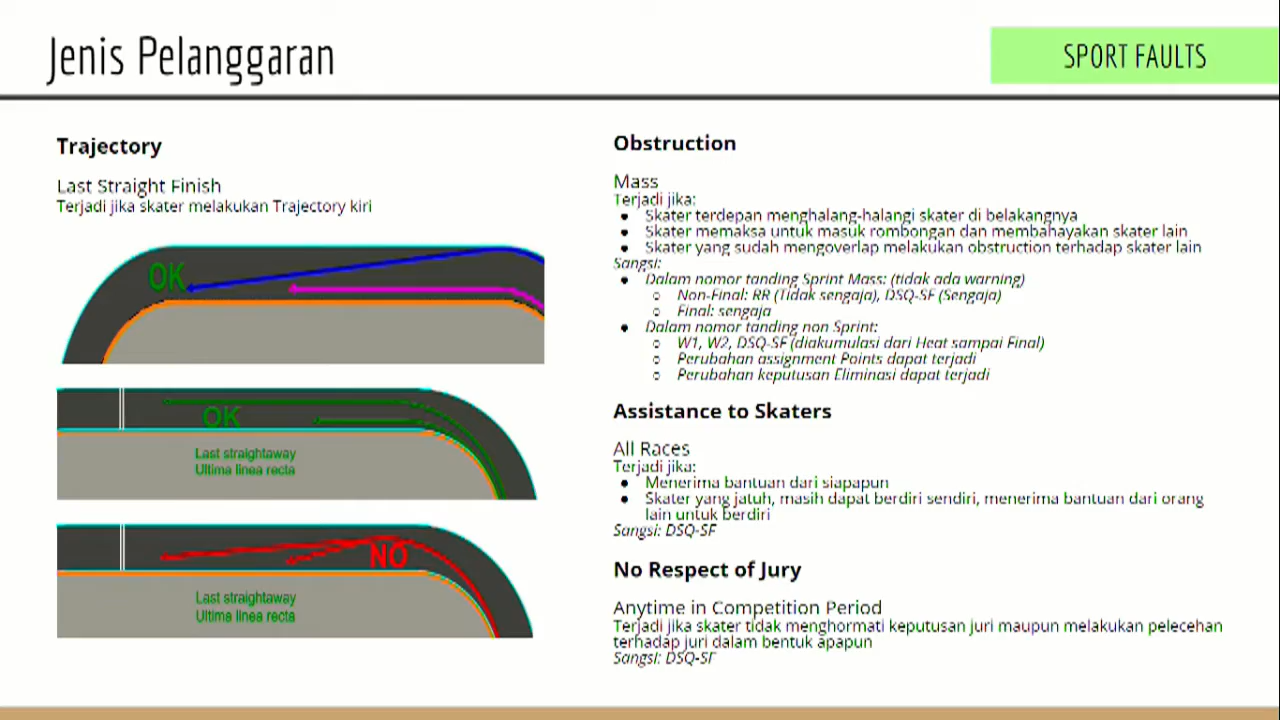 Jenis Pelanggaran
SPORT FAULTS
Trajectory
Last Straight Finish
Terjadi jika skater melakukan Trajectory kiri
OK
OK
Last straightaway
Ultima linea recta
NO
Last straightaway
Ultima linea recta
Obstruction
Mass
Terjadi jika:
● Skater terdepan menghalang-halangi skater di belakangnya
● Skater memaksa untuk masuk rombongan dan membahayakan skater lain
● Skater yang sudah mengoverlap melakukan obstruction terhadap skater lain
Sangsi:
● Dalam nomor tanding Sprint Mass: (tidak ada warning)
○ Non-Final: RR (Tidak sengaja), DSQ-SF (Sengaja)
○ Final: sengaja
● Dalam nomor tanding non Sprint:
○ W1, W2, DSQ-SF (diakumulasi dari Heat sampai Final)
○ Perubahan assignment Points dapat terjadi
○ Perubahan keputusan Eliminasi dapat terjadi
Assistance to Skaters
All Races
Terjadi jika:
● Menerima bantuan dari siapapun
● Skater yang jatuh, masih dapat berdiri sendiri, menerima bantuan dari orang
lain untuk berdiri
Sangsi: DSQ-SF
No Respect of Jury
Anytime in Competition Period
Terjadi jika skater tidak menghormati keputusan juri maupun melakukan pelecehan
terhadap juri dalam bentuk apapun
Sangsi: DSQ-SF